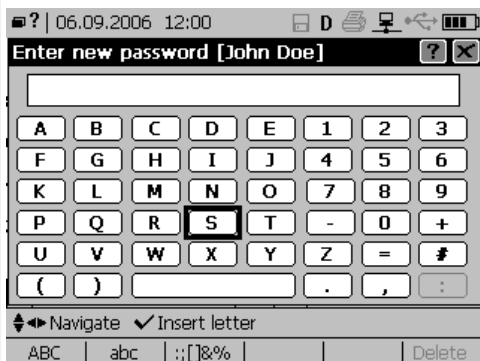 ? 06.09.2006 12:00 D
Enter new password [John Doe] ? X
A B C D E 1 2 3
F G H I J 4 5 6
K L M N O 7 8 9
P Q R S T - 0 +
U V W X Y Z = #
( ) . , :
Navigate Insert letter
ABC abc :;[]&% Delete